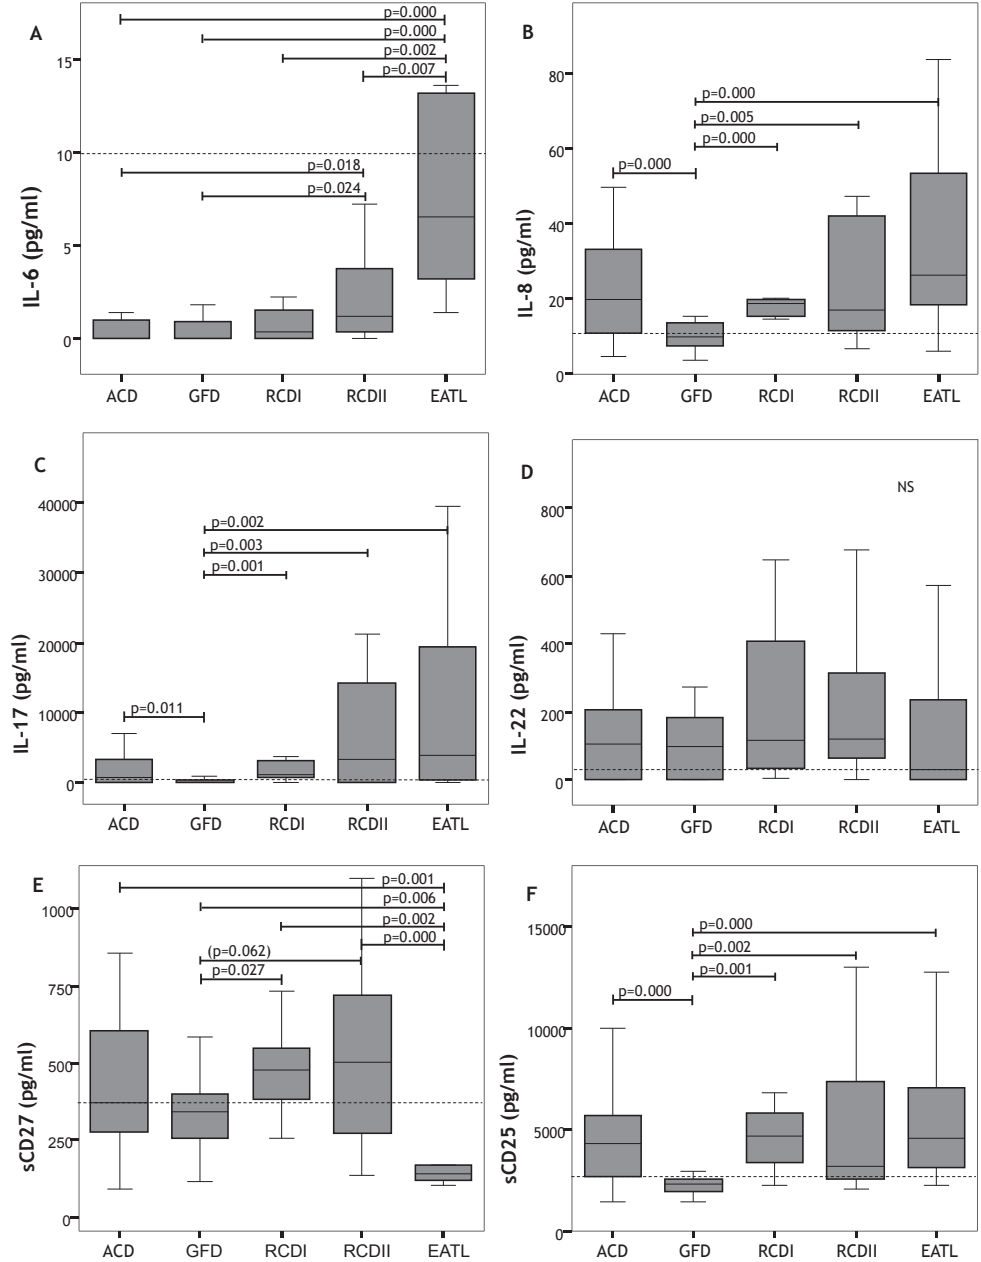 A
p=0.000
p=0.000
p=0.002
p=0.007
p=0.018
p=0.024
IL-6 (pg/ml)
15
10
5
0
ACD GFD RCDI RCDII EATL
B
p=0.000
p=0.005
p=0.000
p=0.000
IL-8 (pg/ml)
80
60
40
20
0
ACD GFD RCDI RCDII EATL
C
p=0.002
p=0.003
p=0.001
p=0.011
IL-17 (pg/ml)
40000
30000
20000
10000
0
ACD GFD RCDI RCDII EATL
D
NS
IL-22 (pg/ml)
800
600
400
200
0
ACD GFD RCDI RCDII EATL
E
p=0.001
p=0.006
p=0.002
p=0.000
(p=0.062)
p=0.027
sCD27 (pg/ml)
1000
750
500
250
0
ACD GFD RCDI RCDII EATL
F
p=0.000
p=0.002
p=0.001
p=0.000
sCD25 (pg/ml)
15000
10000
5000
0
ACD GFD RCDI RCDII EATL